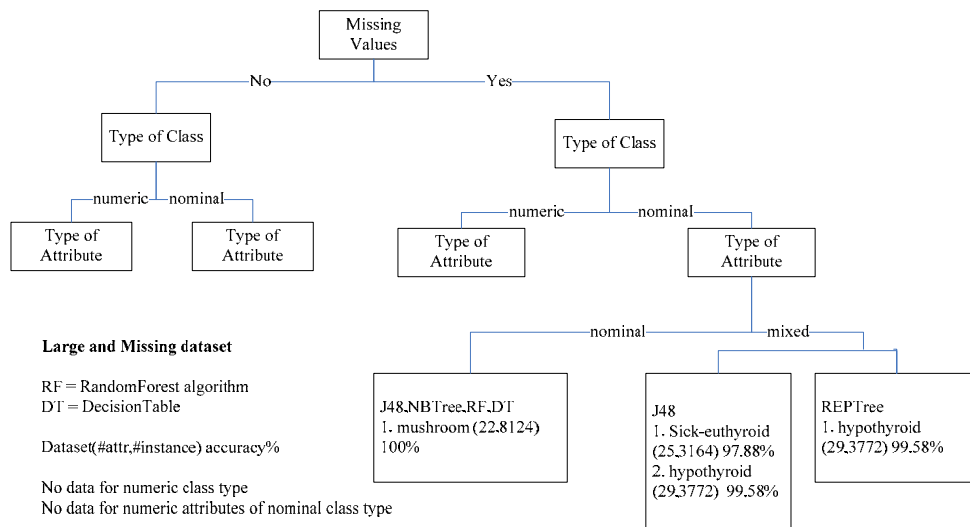 Missing
Values
No
Yes
Type of Class
Type of Class
numeric
nominal
numeric
nominal
Type of
Attribute
Type of
Attribute
Type of
Attribute
Type of
Attribute
nominal
mixed
Large and Missing dataset
RF = RandomForest algorithm
DT = DecisionTable
Dataset(#attr,#instance) accuracy%
No data for numeric class type
No data for numeric attributes of nominal class type
J48,NBTree,RF,DT
1. mushroom (22,8124)
100%
J48
1. Sick-euthyroid
(25,3164) 97.88%
2. hypothyroid
(29,3772) 99.58%
REPTree
1. hypothyroid
(29,3772) 99.58%